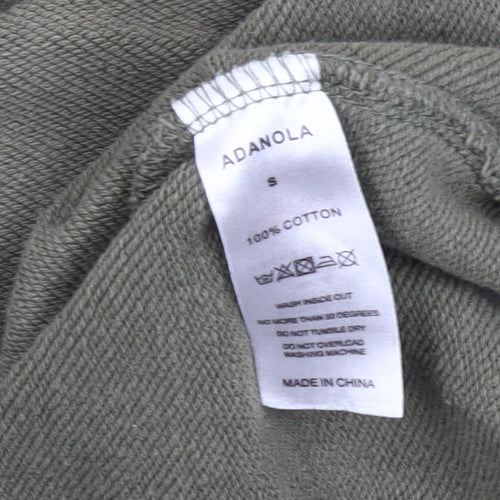 ADANOLA
S
100% COTTON
WASH INSIDE OUT
NO MORE THAN 30 DEGREES
DO NOT TUMBLE DRY
DO NOT OVERLOAD
WASHING MACHINE
MADE IN CHINA